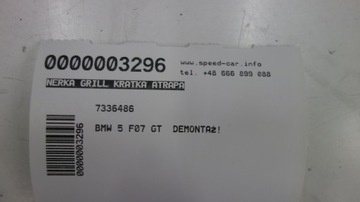 0000003296
www.speed-car.info
tel. +48 666 899 088
NERKA GRILL KRATKA ATRAPA
7336486
BMW 5 F07 GT DEMONTAż!
0000003296